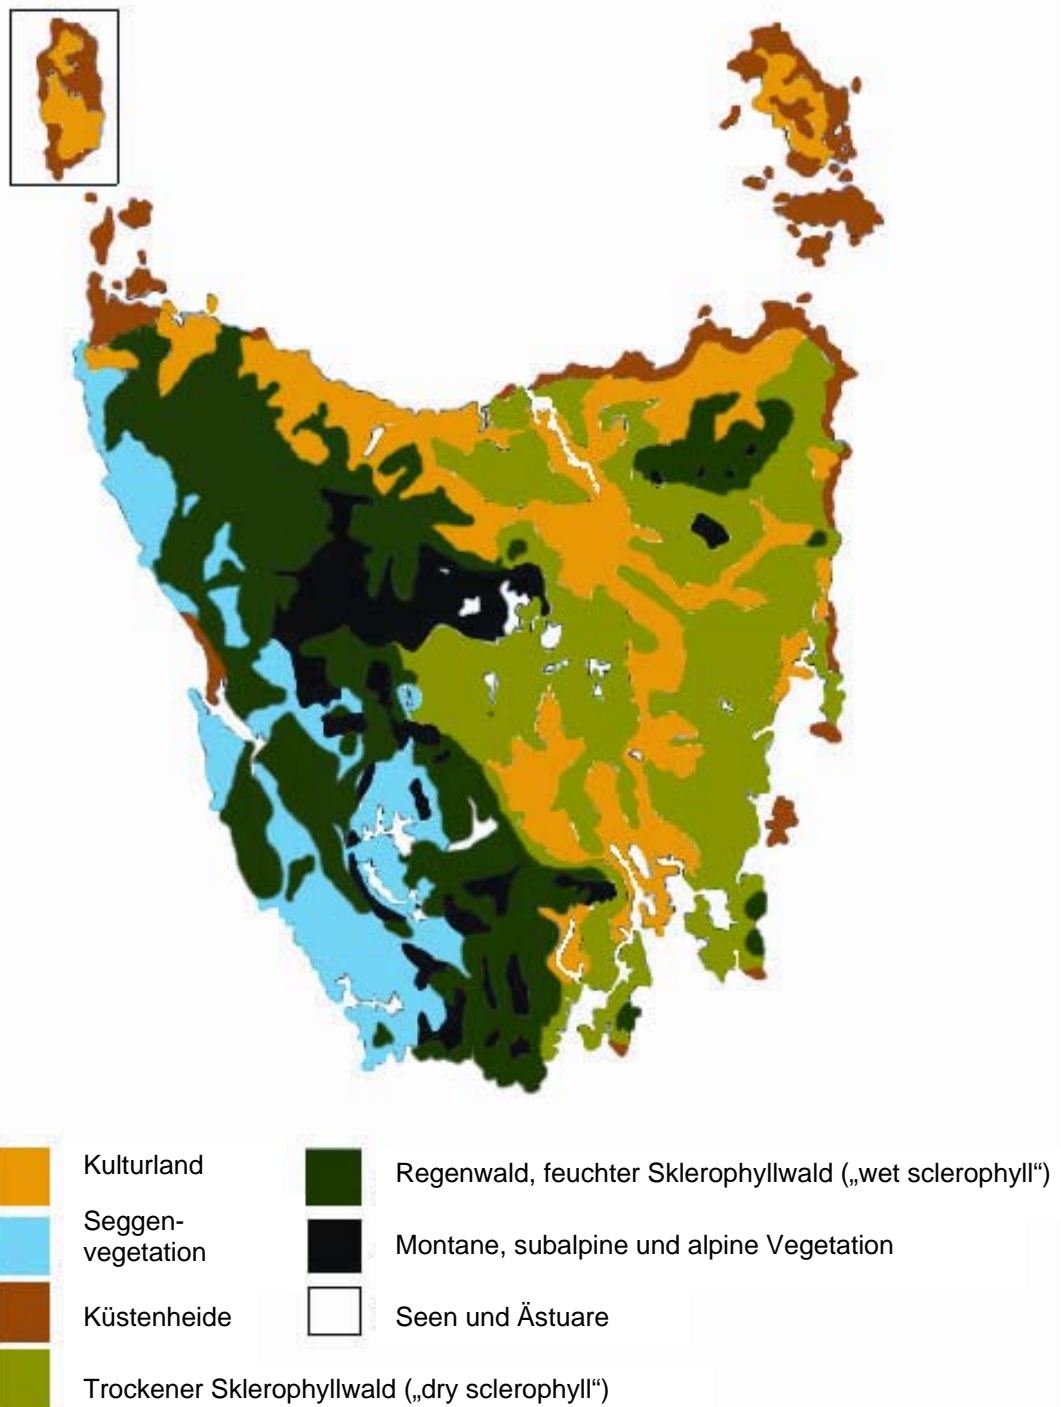 Kulturland
Seggen-
vegetation
Küstenheide
Trockener Sklerophyllwald („dry sclerophyll“)
Regenwald, feuchter Sklerophyllwald („wet sclerophyll“)
Montane, subalpine und alpine Vegetation
Seen und Ästuare